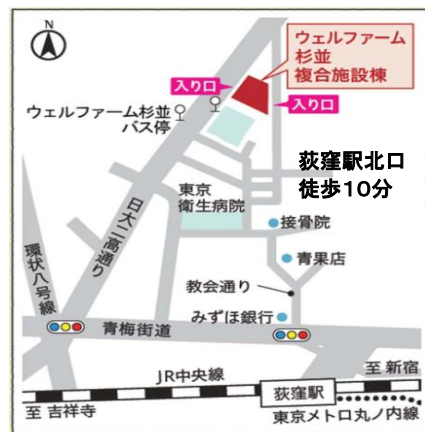 N
ウェルファーム
杉並
複合施設棟
入り口
入り口
ウェルファーム杉並
バス停
荻窪駅北口
徒歩10分
東京
衛生病院
日大二高通り
接骨院
青果店
環状八号線
教会通り
みずほ銀行
青梅街道
JR中央線
至 新宿
荻窪駅
至 吉祥寺
東京メトロ丸ノ内線